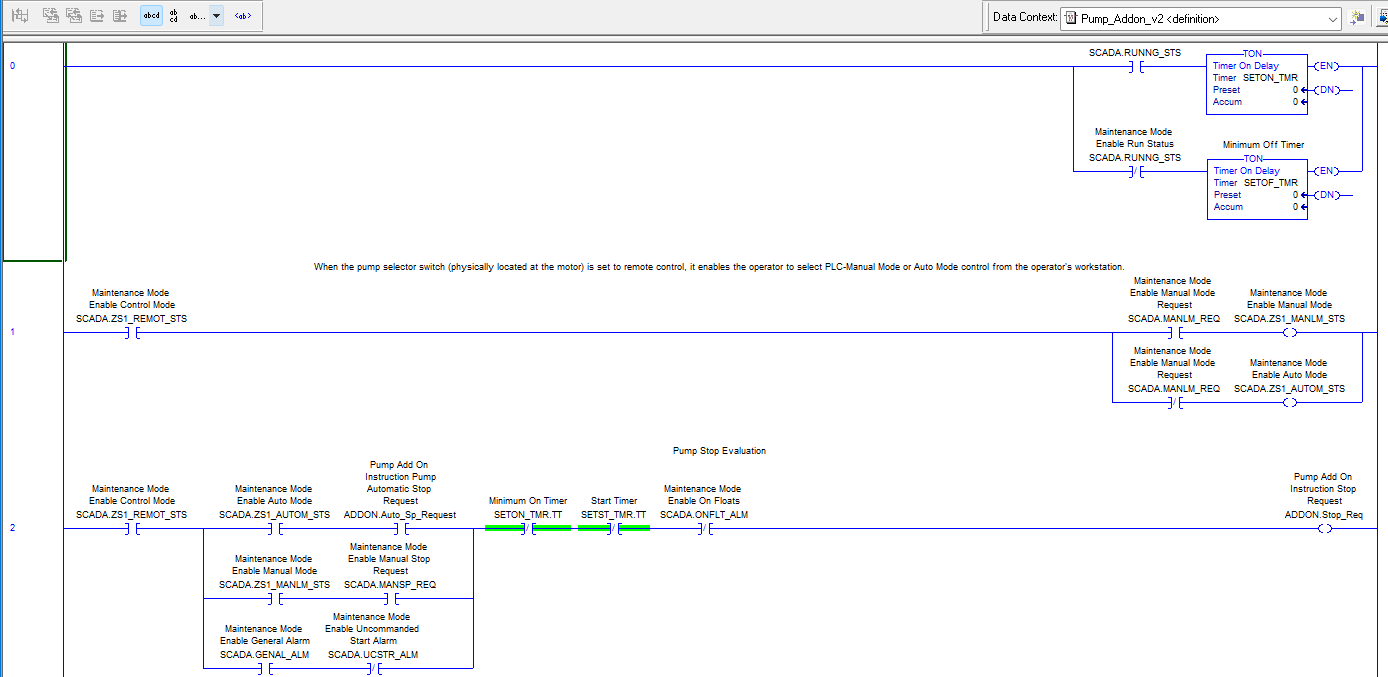 abcd
ab
cd
ab...
<ab>
Data Context:
Pump_Addon_v2 <definition>
0
SCADA.RUNNG_STS
TON
Timer On Delay
Timer SETON_TMR
Preset 0
Accum 0
EN
DN
Maintenance Mode
Enable Run Status
SCADA.RUNNG_STS
Minimum Off Timer
TON
Timer On Delay
Timer SETOF_TMR
Preset 0
Accum 0
EN
DN
When the pump selector switch (physically located at the motor) is set to remote control, it enables the operator to select PLC-Manual Mode or Auto Mode control from the operator's workstation.
1
Maintenance Mode
Enable Control Mode
SCADA.ZS1_REMOT_STS
Maintenance Mode
Enable Manual Mode
Request
SCADA.MANLM_REQ
Maintenance Mode
Enable Manual Mode
SCADA.ZS1_MANLM_STS
Maintenance Mode
Enable Manual Mode
Request
SCADA.MANLM_REQ
Maintenance Mode
Enable Auto Mode
SCADA.ZS1_AUTOM_STS
Pump Stop Evaluation
2
Maintenance Mode
Enable Control Mode
SCADA.ZS1_REMOT_STS
Maintenance Mode
Enable Auto Mode
SCADA.ZS1_AUTOM_STS
Pump Add On
Instruction Pump
Automatic Stop
Request
ADDON.Auto_Sp_Request
Minimum On Timer
SETON_TMR.TT
Start Timer
SETST_TMR.TT
Maintenance Mode
Enable On Floats
SCADA.ONFLT_ALM
Pump Add On
Instruction Stop
Request
ADDON.Stop_Req
Maintenance Mode
Enable Manual Mode
SCADA.ZS1_MANLM_STS
Maintenance Mode
Enable Manual Stop
Request
SCADA.MANSP_REQ
Maintenance Mode
Enable General Alarm
SCADA.GENAL_ALM
Maintenance Mode
Enable Uncommanded
Start Alarm
SCADA.UCSTR_ALM